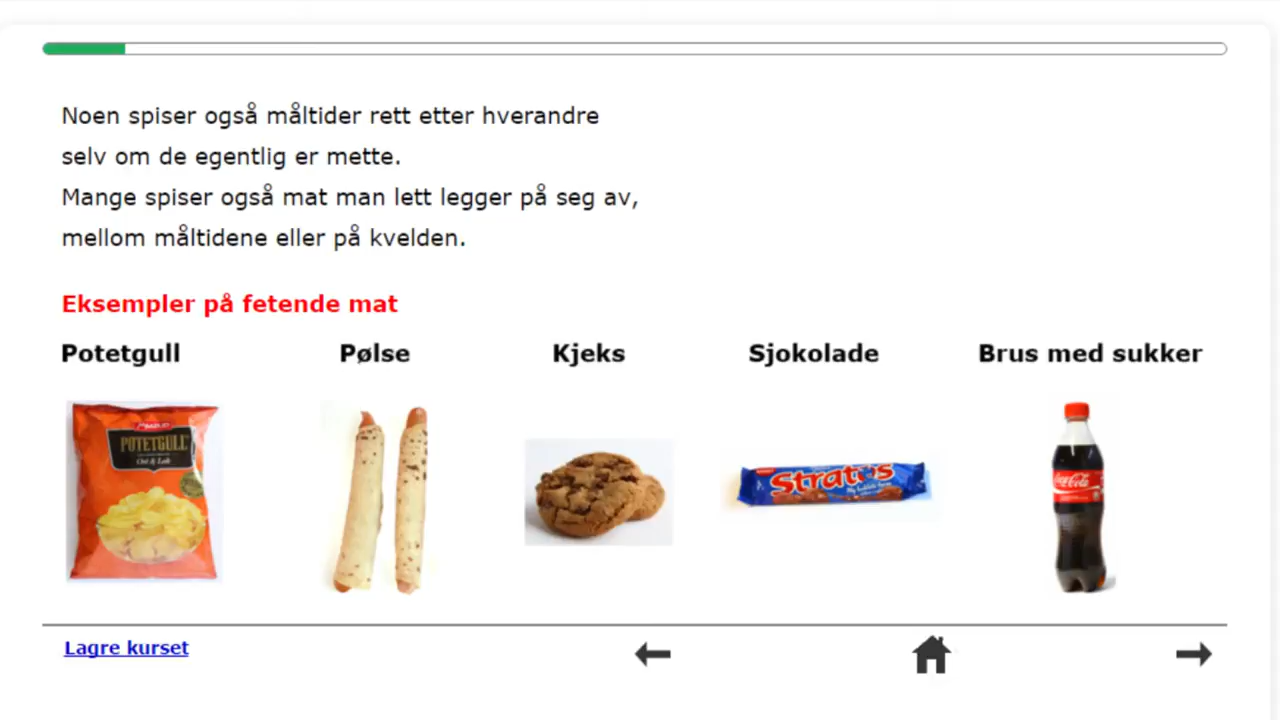 Noen spiser også måltider rett etter hverandre
selv om de egentlig er mette.
Mange spiser også mat man lett legger på seg av,
mellom måltidene eller på kvelden.
Eksempler på fetende mat
Potetgull Pølse Kjeks Sjokolade Brus med sukker
POTETGULL
Stratos
Coca-Cola
Lagre kurset